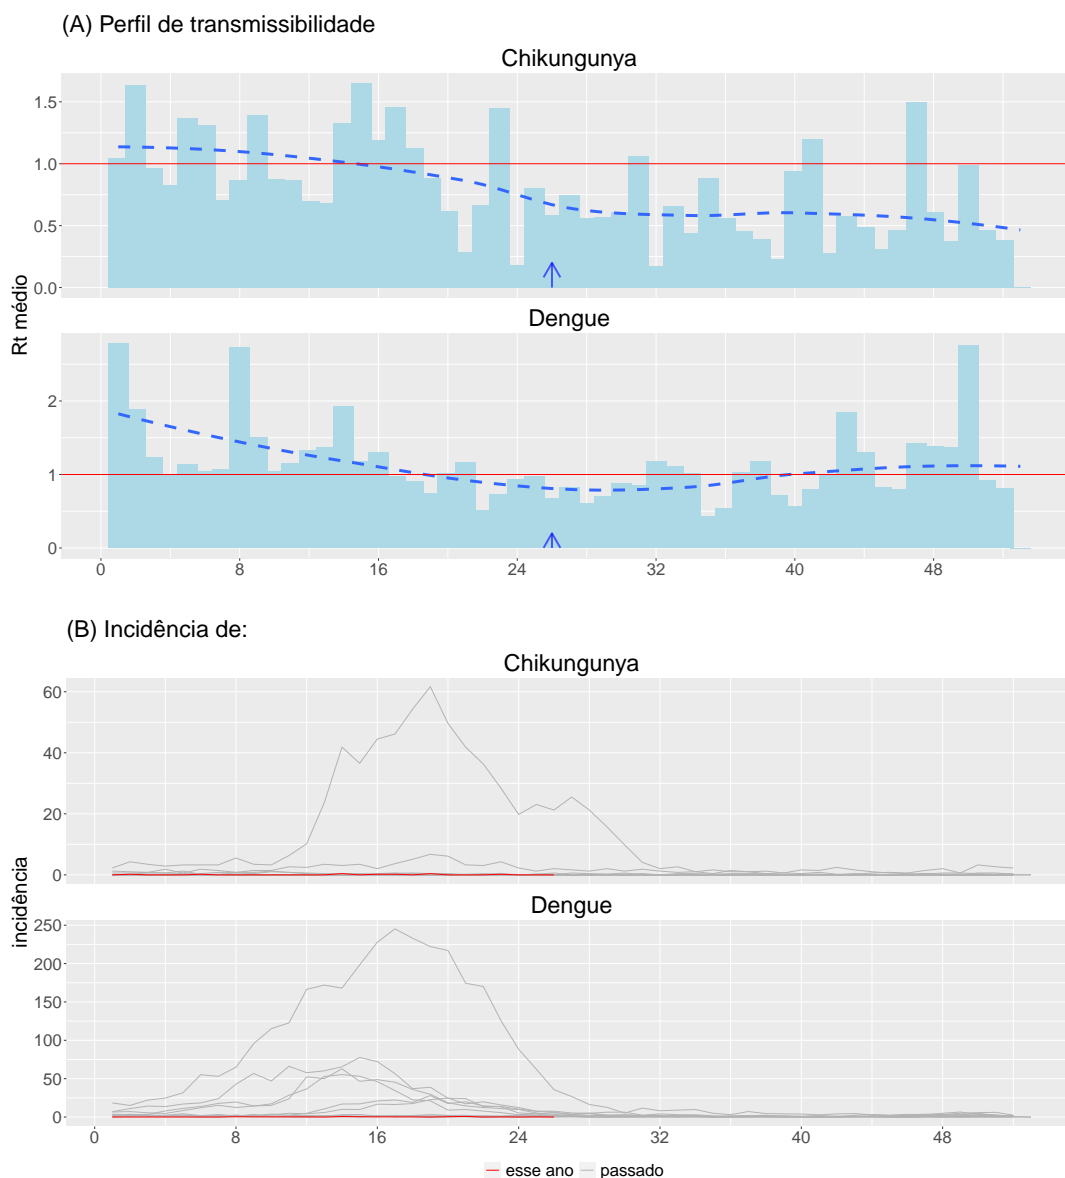 (A) Perfil de transmissibilidade
Chikungunya
1.5
1.0
0.5
0.0
Rt médio
Dengue
2
1
0
0 8 16 24 32 40 48
(B) Incidência de:
Chikungunya
60
40
20
0
incidência
Dengue
250
200
150
100
50
0
0 8 16 24 32 40 48
esse ano passado